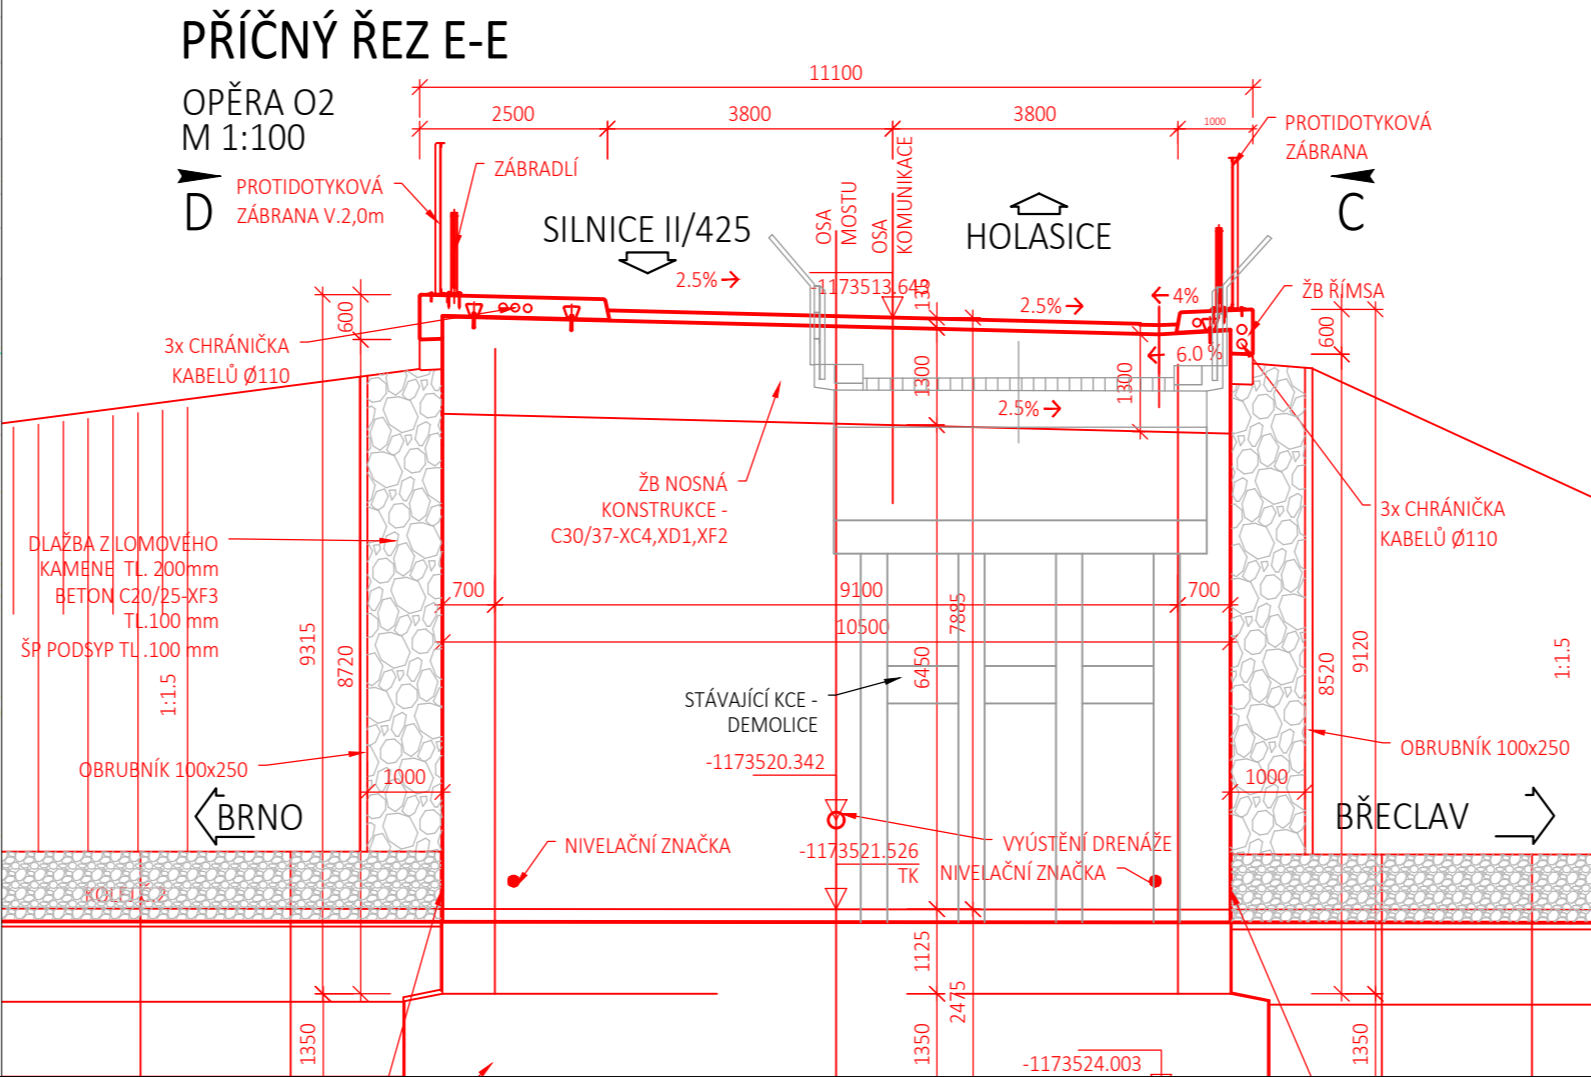 PŘÍČNÝ ŘEZ E-E
OPĚRA O2
M 1:100
11100
2500
3800
3800
1000
D
PROTIDOTYKOVÁ
ZÁBRANA V.2,0m
ZÁBRADLÍ
SILNICE II/425
2.5%
OSA
MOSTU
OSA
KOMUNIKACE
HOLASICE
PROTIDOTYKOVÁ
ZÁBRANA
C
-1173513.642
135
2.5%
4%
ŽB ŘÍMSA
600
600
3x CHRÁNIČKA
KABELŮ Ø110
6.0 %
1300
1300
2.5%
ŽB NOSNÁ
KONSTRUKCE -
C30/37-XC4,XD1,XF2
3x CHRÁNIČKA
KABELŮ Ø110
DLAŽBA Z LOMOVÉHO
KAMENE TL. 200mm
BETON C20/25-XF3
TL.100 mm
ŠP PODSYP TL .100 mm
1:1.5
9315
8720
700
9100
700
10500
7885
6450
8520
9120
1:1.5
STÁVAJÍCÍ KCE -
DEMOLICE
-1173520.342
OBRUBNÍK 100x250
1000
1000
OBRUBNÍK 100x250
BRNO
BŘECLAV
NIVELAČNÍ ZNAČKA
VYÚSTĚNÍ DRENÁŽE
-1173521.526
TK
NIVELAČNÍ ZNAČKA
1125
2475
1350
1350
1350
-1173524.003